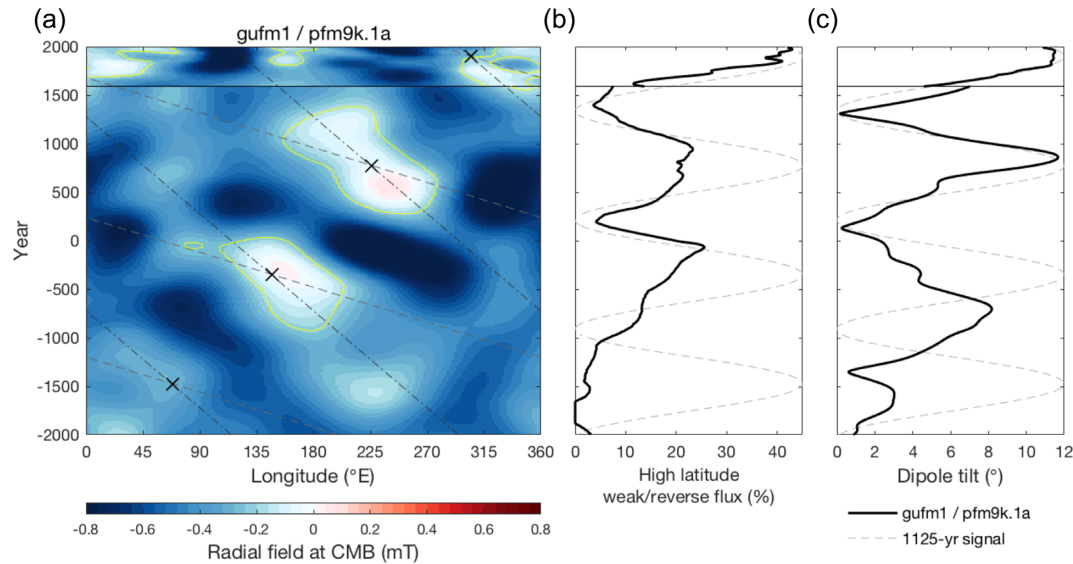 (a) (b) (c)
gufm1 / pfm9k.1a
2000
1500
1000
500
0
-500
-1000
-1500
-2000
Year
0 45 90 135 180 225 270 315 360
Longitude (°E)
0 10 20 30 40
High latitude
weak/reverse flux (%)
0 2 4 6 8 10 12
Dipole tilt (°)
-0.8 -0.6 -0.4 -0.2 0 0.2 0.4 0.6 0.8
Radial field at CMB (mT)
gufm1 / pfm9k.1a
1125-yr signal